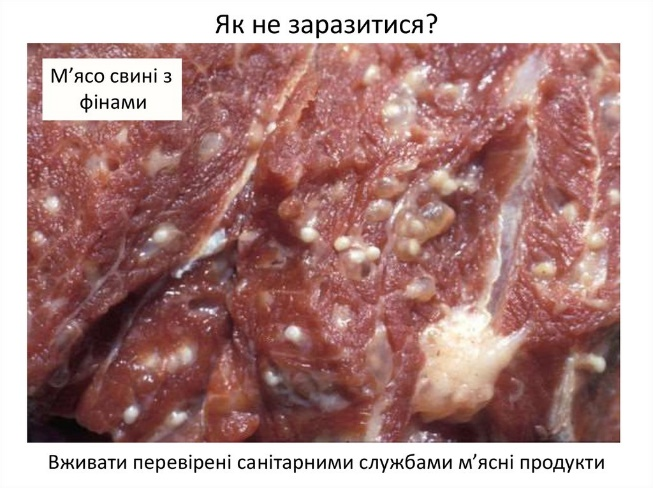 Як не заразитися?
М’ясо свині з
фінами
Вживати перевірені санітарними службами м’ясні продукти